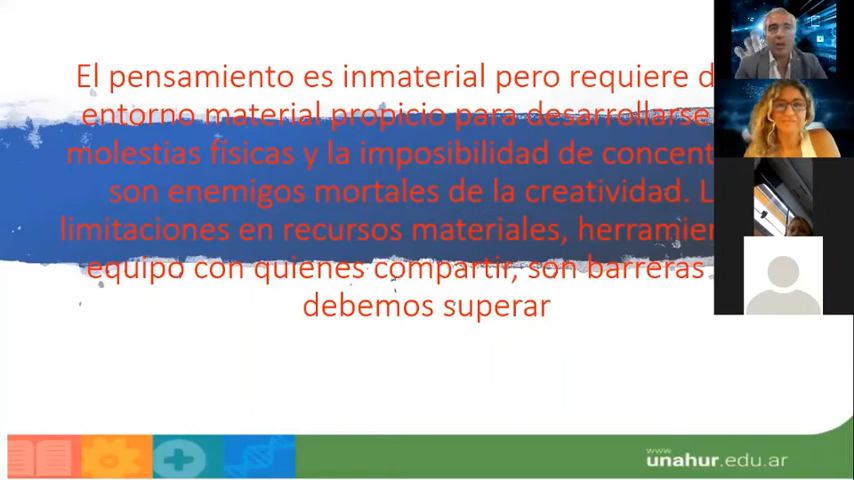 El pensamiento es inmaterial pero requiere d
entorno material propicio para desarrollarse
molestias físicas y la imposibilidad de concent
son enemigos mortales de la creatividad. L
limitaciones en recursos materiales, herramien
equipo con quienes compartir, son barreras
debemos superar
www
unahur.edu.ar